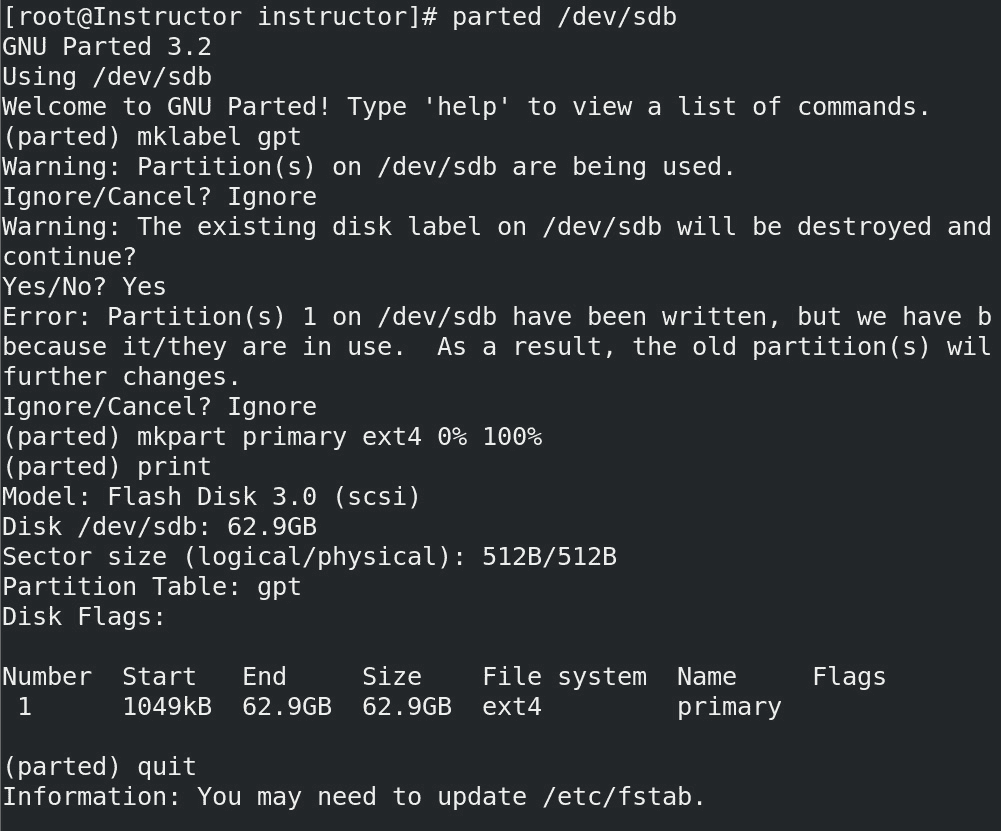 [root@Instructor instructor]# parted /dev/sdb
GNU Parted 3.2
Using /dev/sdb
Welcome to GNU Parted! Type 'help' to view a list of commands.
(parted) mklabel gpt
Warning: Partition(s) on /dev/sdb are being used.
Ignore/Cancel? Ignore
Warning: The existing disk label on /dev/sdb will be destroyed and
continue?
Yes/No? Yes
Error: Partition(s) 1 on /dev/sdb have been written, but we have b
because it/they are in use.  As a result, the old partition(s) wil
further changes.
Ignore/Cancel? Ignore
(parted) mkpart primary ext4 0% 100%
(parted) print
Model: Flash Disk 3.0 (scsi)
Disk /dev/sdb: 62.9GB
Sector size (logical/physical): 512B/512B
Partition Table: gpt
Disk Flags:
Number  Start   End     Size    File system  Name     Flags
 1      1049kB  62.9GB  62.9GB  ext4         primary
(parted) quit
Information: You may need to update /etc/fstab.